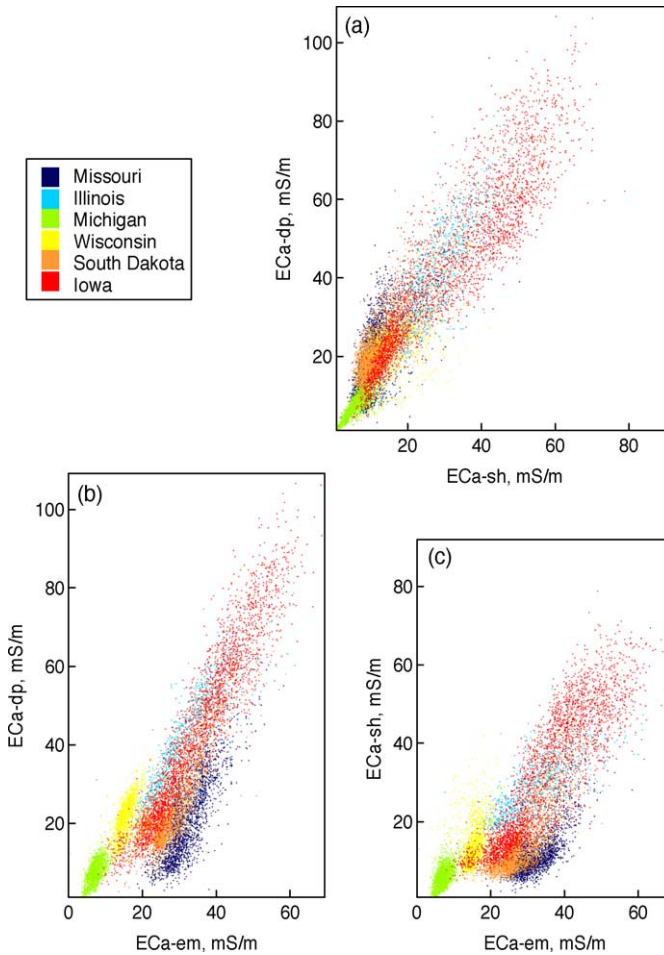 (a)
100
80
60
40
20
ECa-dp, mS/m
20
40
60
80
ECa-sh, mS/m
Missouri
Illinois
Michigan
Wisconsin
South Dakota
Iowa
(b)
100
80
60
40
20
ECa-dp, mS/m
0
20
40
60
ECa-em, mS/m
(c)
80
60
40
20
ECa-sh, mS/m
0
20
40
60
ECa-em, mS/m